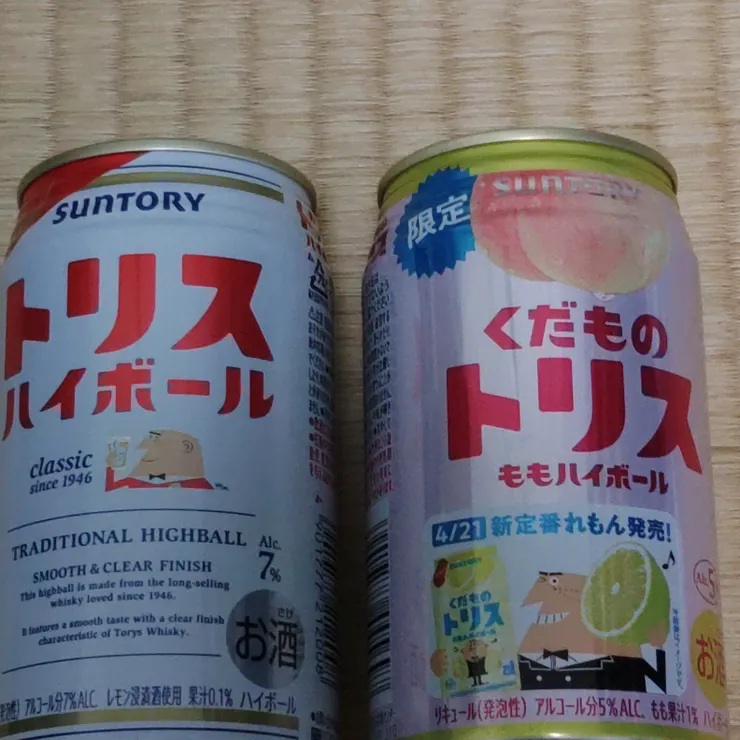 SUNTORY
トリス
ハイボール
classic
since 1946
TRADITIONAL HIGHBALL
Alc.
7%
SMOOTH & CLEAR FINISH
This highball is made from the long-selling
whisky loved since 1946.
It features a smooth taste with a clear finish
characteristic of Torys Whisky.
さけ
お酒
アルコール分7%ALC. レモン浸漬酒使用 果汁0.1% ハイボール
限定
SUNTORY
くだもの
トリス
ももハイボール
4/21 新定番れもん発売!
SUNTORY
くだもの
トリス
お酒
リキュール(発泡性) アルコール分5%ALC. もも果汁1% ハイボ